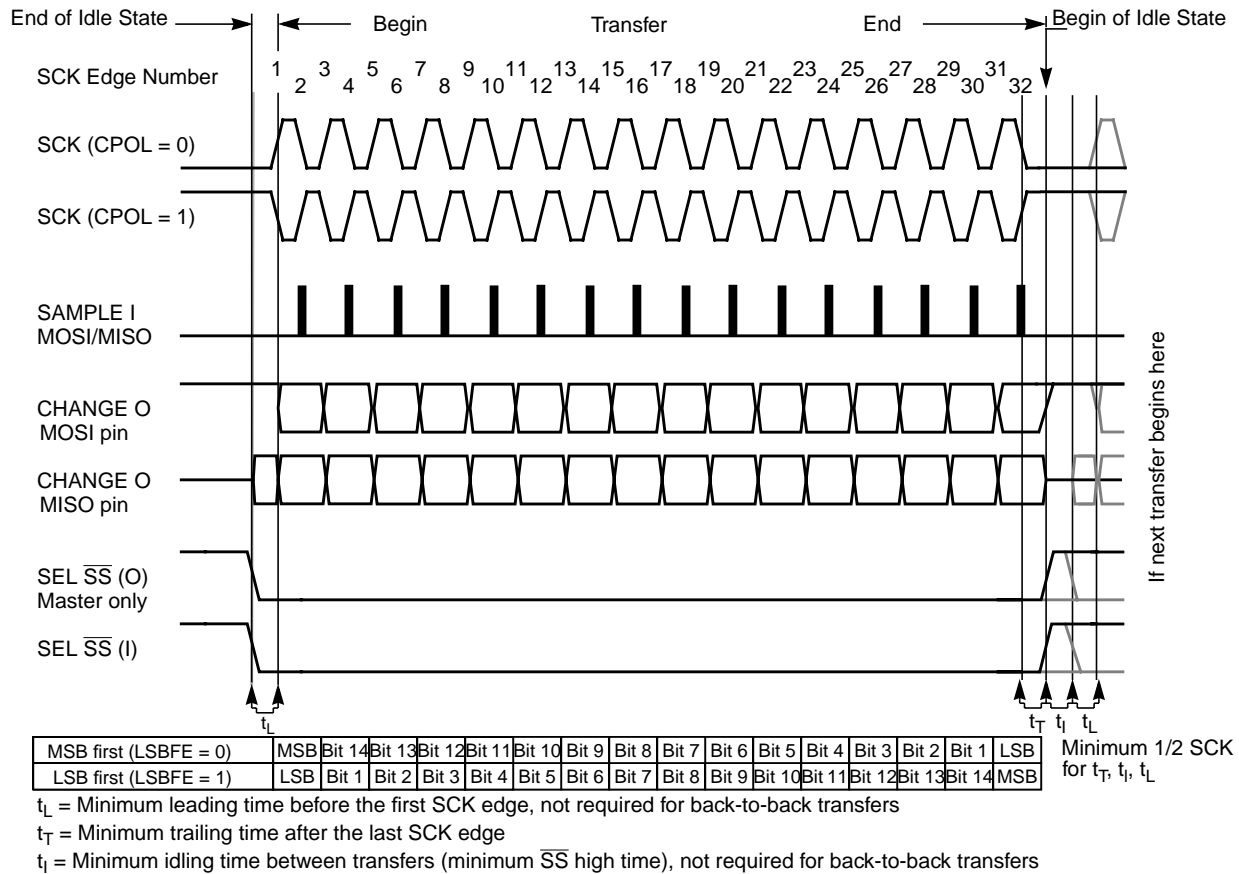 End of Idle State
Begin
Transfer
End
Begin of Idle State
SCK Edge Number
1 3 5 7 9 11 13 15 17 19 21 23 25 27 29 31
2 4 6 8 10 12 14 16 18 20 22 24 26 28 30 32
SCK (CPOL = 0)
SCK (CPOL = 1)
SAMPLE I
MOSI/MISO
CHANGE O
MOSI pin
CHANGE O
MISO pin
SEL S̅S̅ (O)
Master only
SEL S̅S̅ (I)
If next transfer begins here
tL
tT tI tL
MSB first (LSBFE = 0) MSB Bit 14 Bit 13 Bit 12 Bit 11 Bit 10 Bit 9 Bit 8 Bit 7 Bit 6 Bit 5 Bit 4 Bit 3 Bit 2 Bit 1 LSB
LSB first (LSBFE = 1) LSB Bit 1 Bit 2 Bit 3 Bit 4 Bit 5 Bit 6 Bit 7 Bit 8 Bit 9 Bit 10 Bit 11 Bit 12 Bit 13 Bit 14 MSB
Minimum 1/2 SCK
for tT, tI, tL
tL = Minimum leading time before the first SCK edge, not required for back-to-back transfers
tT = Minimum trailing time after the last SCK edge
tI = Minimum idling time between transfers (minimum S̅S̅ high time), not required for back-to-back transfers